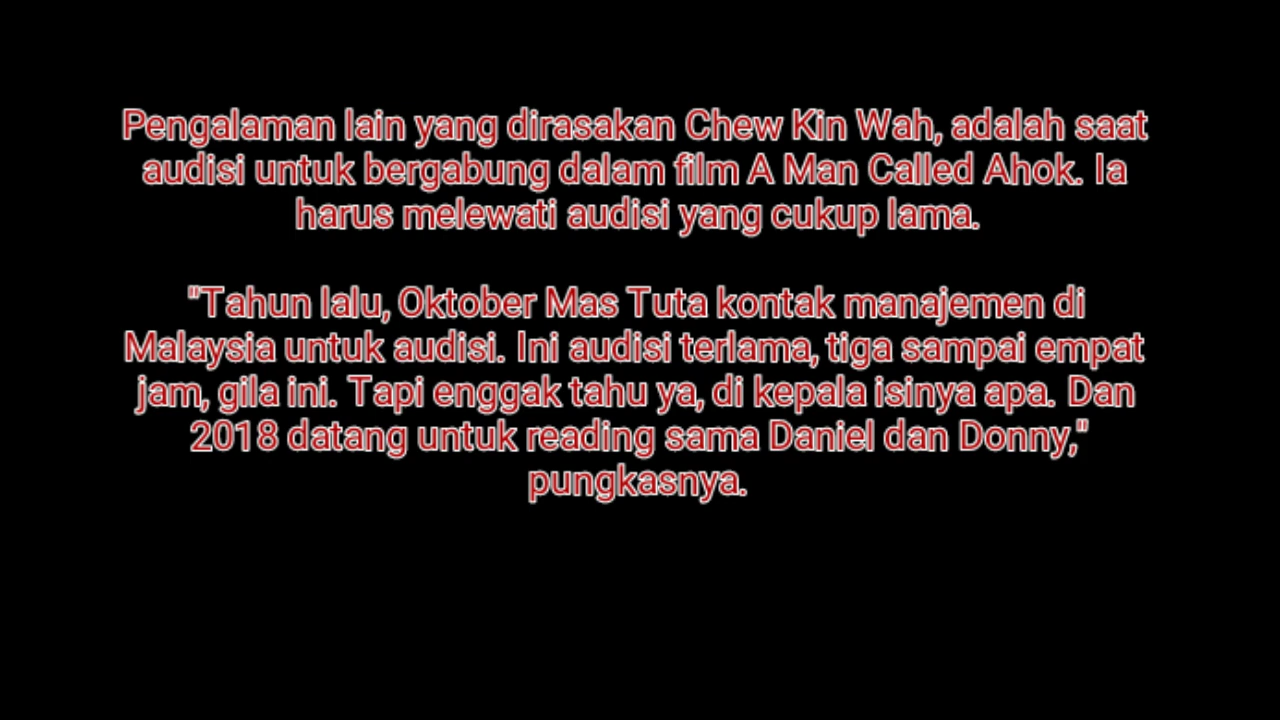 Pengalaman lain yang dirasakan Chew Kin Wah, adalah saat
audisi untuk bergabung dalam film A Man Called Ahok. Ia
harus melewati audisi yang cukup lama.
"Tahun lalu, Oktober Mas Tuta kontak manajemen di
Malaysia untuk audisi. Ini audisi terlama, tiga sampai empat
jam, gila ini. Tapi enggak tahu ya, di kepala isinya apa. Dan
2018 datang untuk reading sama Daniel dan Donny,"
pungkasnya.